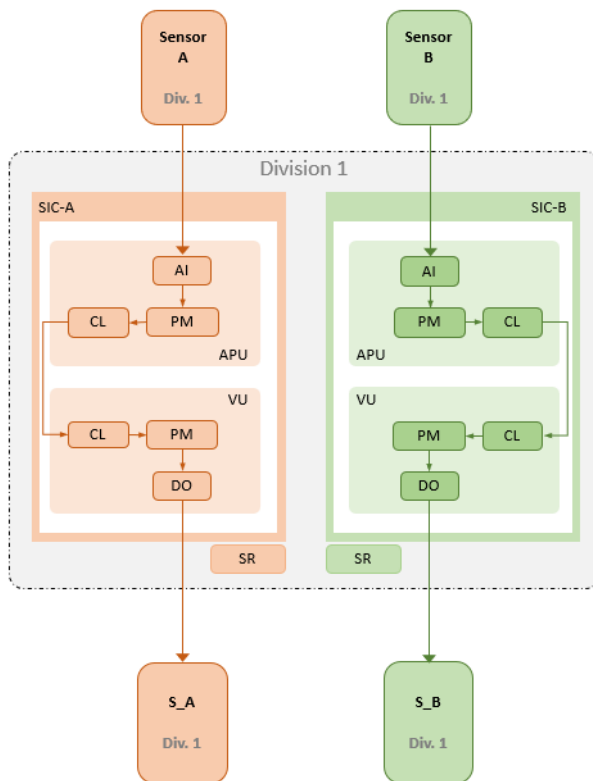 Sensor
A
Div. 1
Sensor
B
Div. 1
Division 1
SIC-A
SIC-B
AI
CL
PM
APU
AI
PM
CL
APU
VU
CL
PM
DO
VU
PM
CL
DO
SR
SR
S_A
Div. 1
S_B
Div. 1